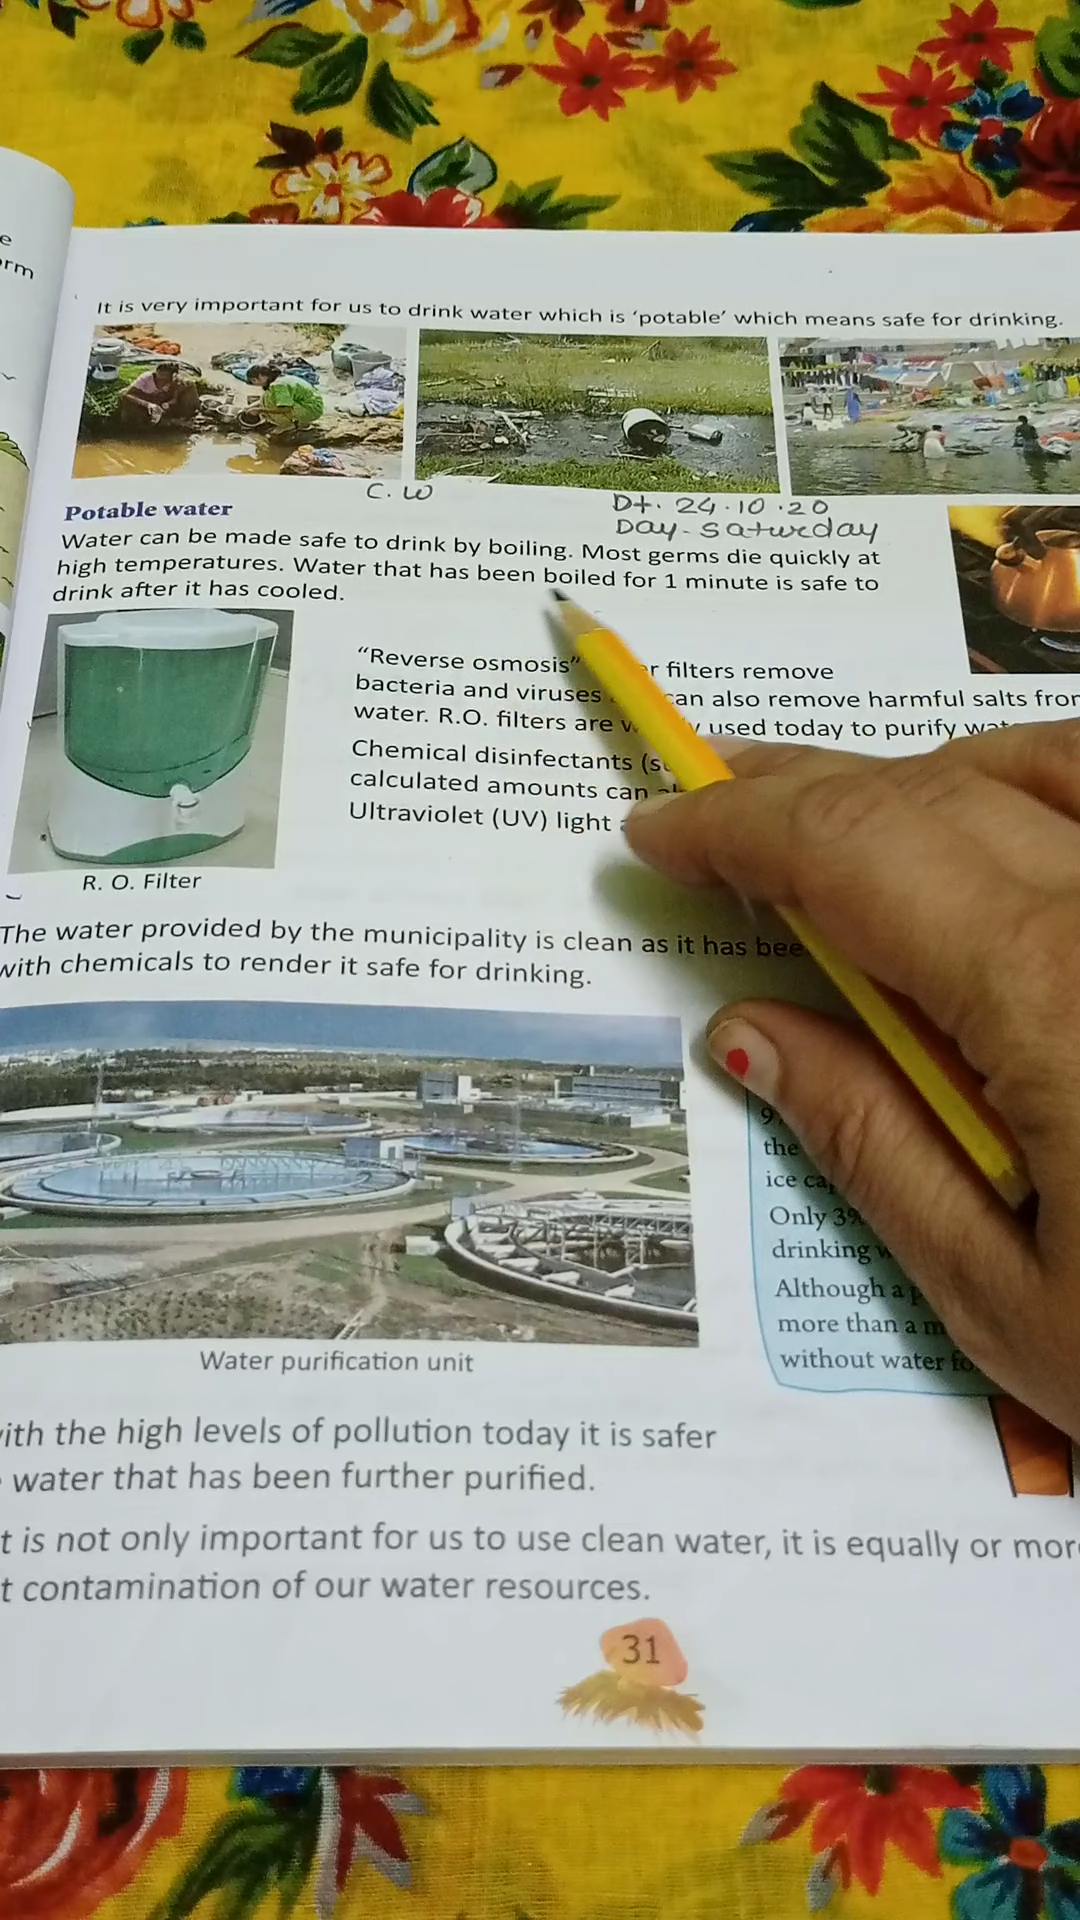 e
rm
It is very important for us to drink water which is ‘potable’ which means safe for drinking.
C.W
Dt. 24.10.20
Day-Saturday
Potable water
Water can be made safe to drink by boiling. Most germs die quickly at
high temperatures. Water that has been boiled for 1 minute is safe to
drink after it has cooled.
“Reverse osmosis” filters remove
bacteria and viruses can also remove harmful salts from
water. R.O. filters are used today to purify
Chemical disinfectants
calculated amounts can
Ultraviolet (UV) light
R. O. Filter
The water provided by the municipality is clean as it has
with chemicals to render it safe for drinking.
the
ice
Only 3%
drinking
Although a
more than a
without water
Water purification unit
with the high levels of pollution today it is safer
water that has been further purified.
t is not only important for us to use clean water, it is equally or more
t contamination of our water resources.
31